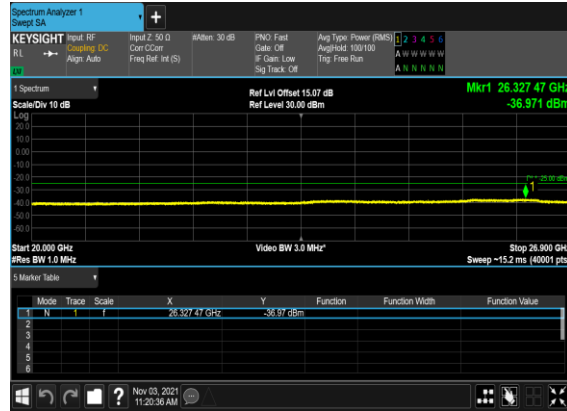 Spectrum Analyzer 1
Swept SA
+
KEYSIGHT Input: RF Input Z: 50 Ω #Atten: 30 dB PNO: Fast Avg Type: Power (RMS) 1 2 3 4 5 6
RL Coupling: DC Corr CCorr Gate: Off Avg|Hold: 100/100 A W W W W W
Align: Auto Freq Ref: Int (S) IF Gain: Low Trig: Free Run
Sig Track: Off A N N N N N
1 Spectrum Ref Lvl Offset 15.07 dB Mkr1 26.327 47 GHz
Scale/Div 10 dB Ref Level 30.00 dBm -36.971 dBm
Log
20.0
10.0
0.00
-10.0
-20.0
-30.0
-40.0
-50.0
-60.0
-25.00 dBm
1
Start 20.000 GHz Video BW 3.0 MHz* Stop 26.900 GHz
#Res BW 1.0 MHz Sweep ~15.2 ms (40001 pts)
5 Marker Table
Mode Trace Scale X Y Function Function Width Function Value
1 N 1 f 26.327 47 GHz -36.97 dBm
2
3
4
5
6
? Nov 03, 2021
11:20:36 AM